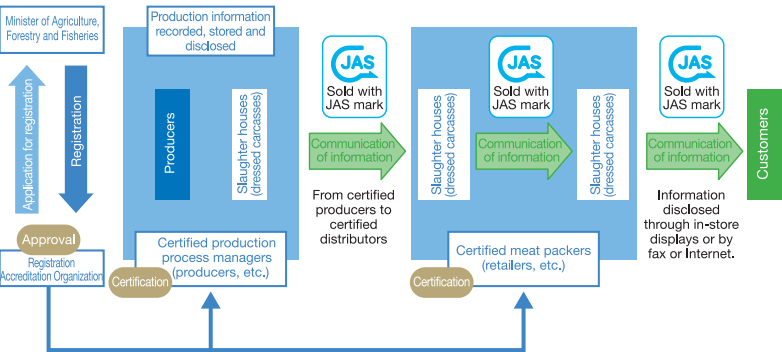 Minister of Agriculture,
Forestry and Fisheries
Application for registration
Registration
Approval
Registration
Accreditation Organization
Production information
recorded, stored and
disclosed
Producers
Slaughter houses
(dressed carcasses)
Certified production
process managers
(producers, etc.)
Certification
JAS
Sold with
JAS mark
Communication
of information
From certified
producers to
certified
distributors
Slaughter houses
(dressed carcasses)
JAS
Sold with
JAS mark
Communication
of information
Slaughter houses
(dressed carcasses)
Certified meat packers
(retailers, etc.)
Certification
JAS
Sold with
JAS mark
Communication
of information
Information
disclosed
through in-store
displays or by
fax or Internet.
Customers